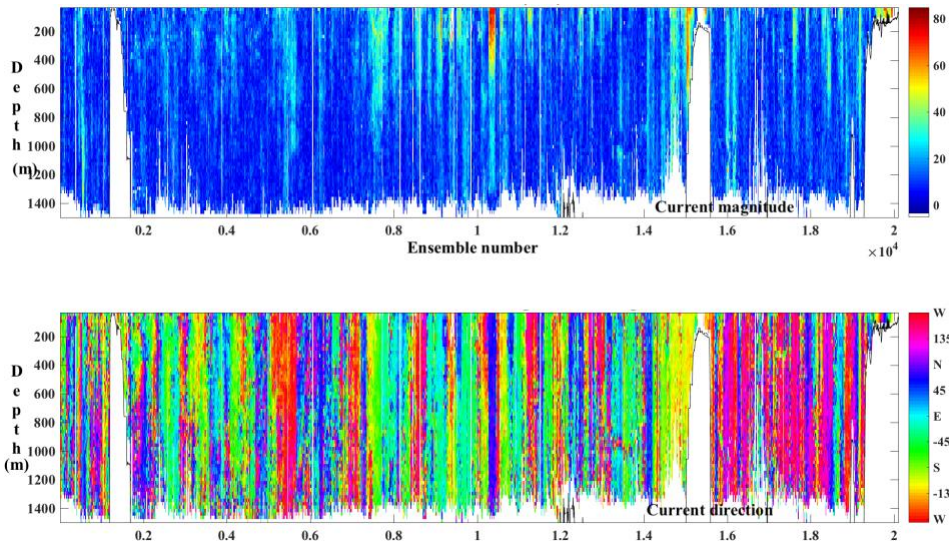 80
200
D
e
400
60
p
600
t
800
40
h
1000
(m)
1200
20
1400
Current magnitude
0
0.2 0.4 0.6 0.8 1 1.2 1.4 1.6 1.8 2
Ensemble number
×10⁴
W
200
135
D
400
N
e
600
45
p
800
E
t
h
1000
-45
(m)
1200
S
1400
Current direction
-13
W
0.2 0.4 0.6 0.8 1 1.2 1.4 1.6 1.8 2